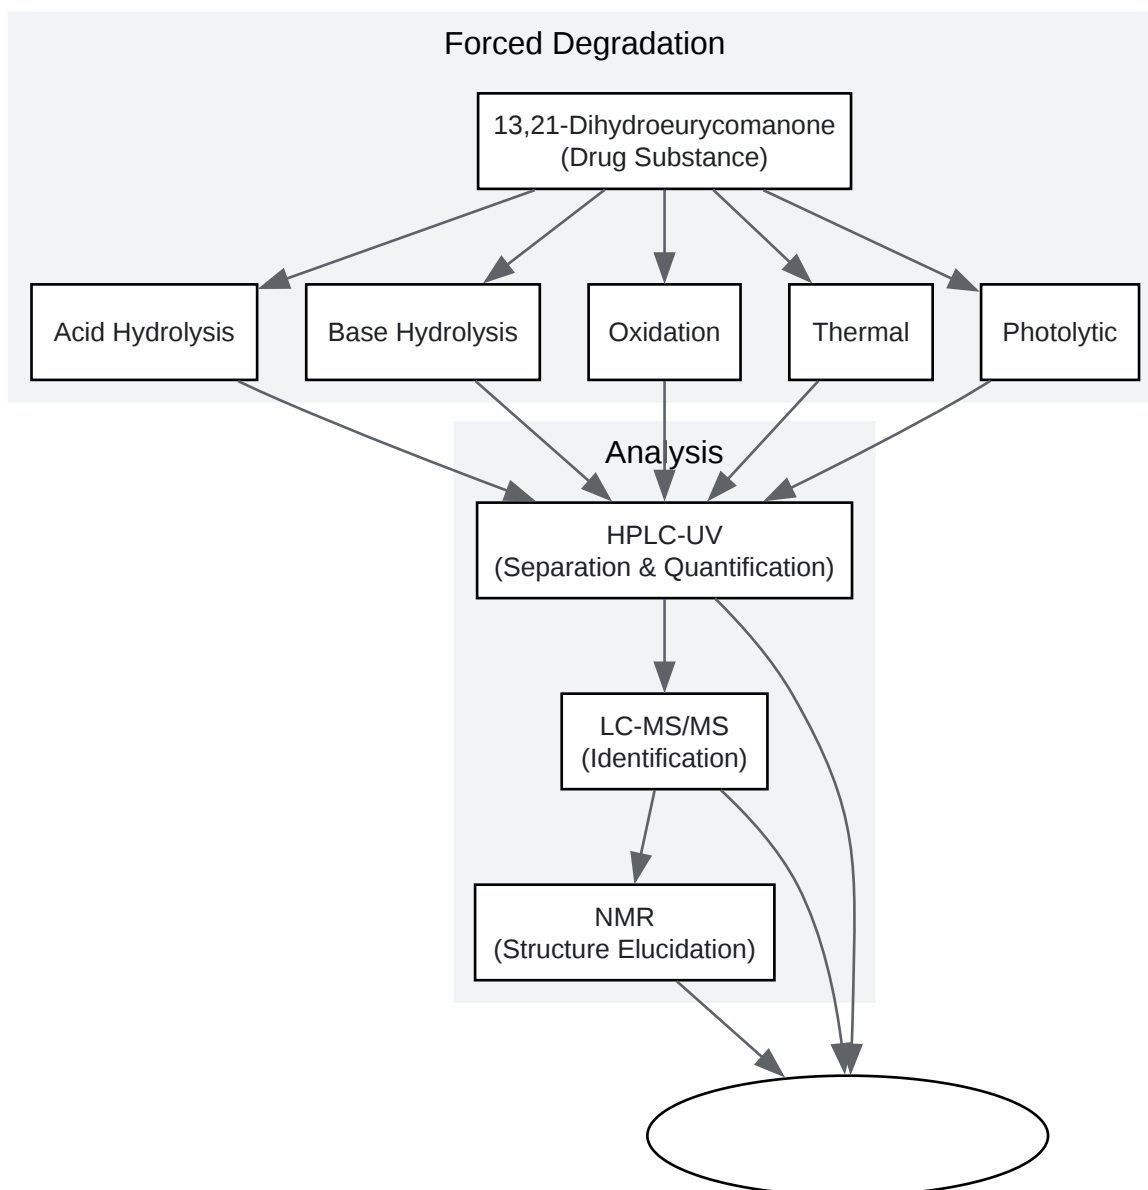 Forced Degradation
13,21-Dihydroeurycomanone
(Drug Substance)
Acid Hydrolysis
Base Hydrolysis
Oxidation
Thermal
Photolytic
Analysis
HPLC-UV
(Separation & Quantification)
LC-MS/MS
(Identification)
NMR
(Structure Elucidation)